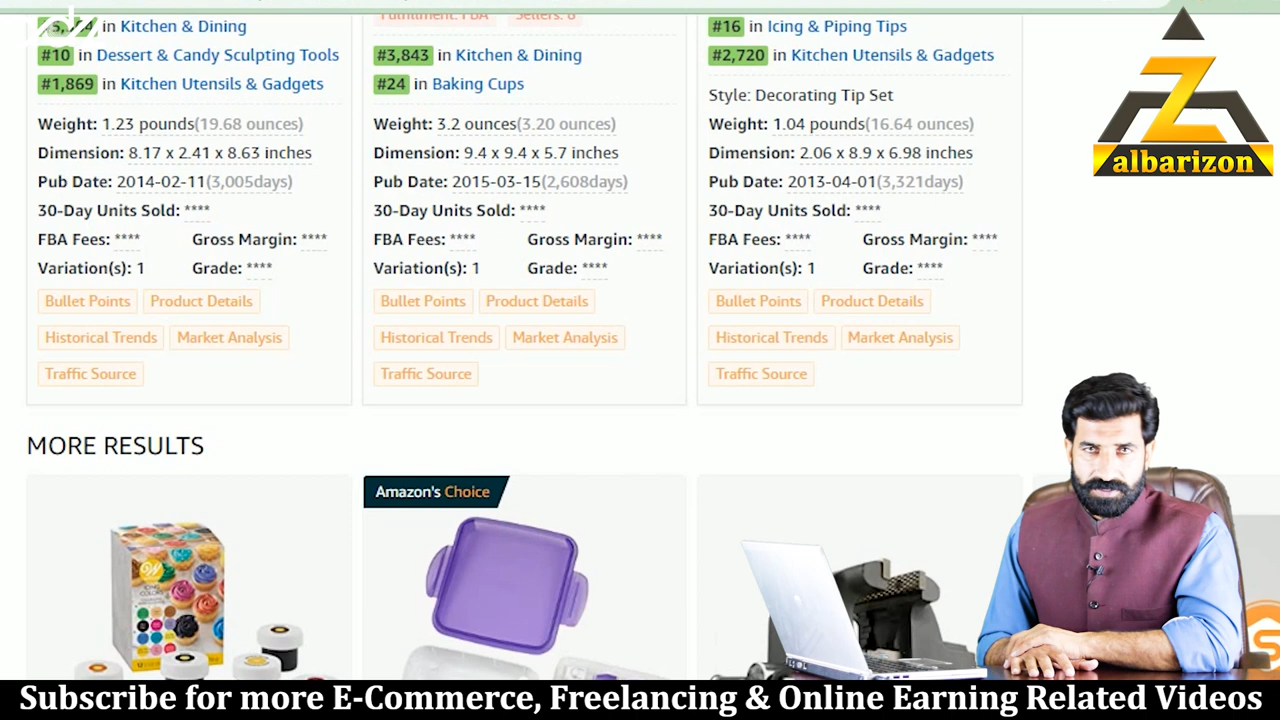 in Kitchen & Dining
#10 in Dessert & Candy Sculpting Tools
#1,869 in Kitchen Utensils & Gadgets
Weight: 1.23 pounds(19.68 ounces)
Dimension: 8.17 x 2.41 x 8.63 inches
Pub Date: 2014-02-11(3,005days)
30-Day Units Sold: ****
FBA Fees: **** Gross Margin: ****
Variation(s): 1 Grade: ****
Bullet Points Product Details
Historical Trends Market Analysis
Traffic Source
Fulfillment: FBA Sellers: 6
#3,843 in Kitchen & Dining
#24 in Baking Cups
Weight: 3.2 ounces(3.20 ounces)
Dimension: 9.4 x 9.4 x 5.7 inches
Pub Date: 2015-03-15(2,608days)
30-Day Units Sold: ****
FBA Fees: **** Gross Margin: ****
Variation(s): 1 Grade: ****
Bullet Points Product Details
Historical Trends Market Analysis
Traffic Source
#16 in Icing & Piping Tips
#2,720 in Kitchen Utensils & Gadgets
Style: Decorating Tip Set
Weight: 1.04 pounds(16.64 ounces)
Dimension: 2.06 x 8.9 x 6.98 inches
Pub Date: 2013-04-01(3,321days)
30-Day Units Sold: ****
FBA Fees: **** Gross Margin: ****
Variation(s): 1 Grade: ****
Bullet Points Product Details
Historical Trends Market Analysis
Traffic Source
Z
albarizon
MORE RESULTS
Amazon's Choice
Subscribe for more E-Commerce, Freelancing & Online Earning Related Videos